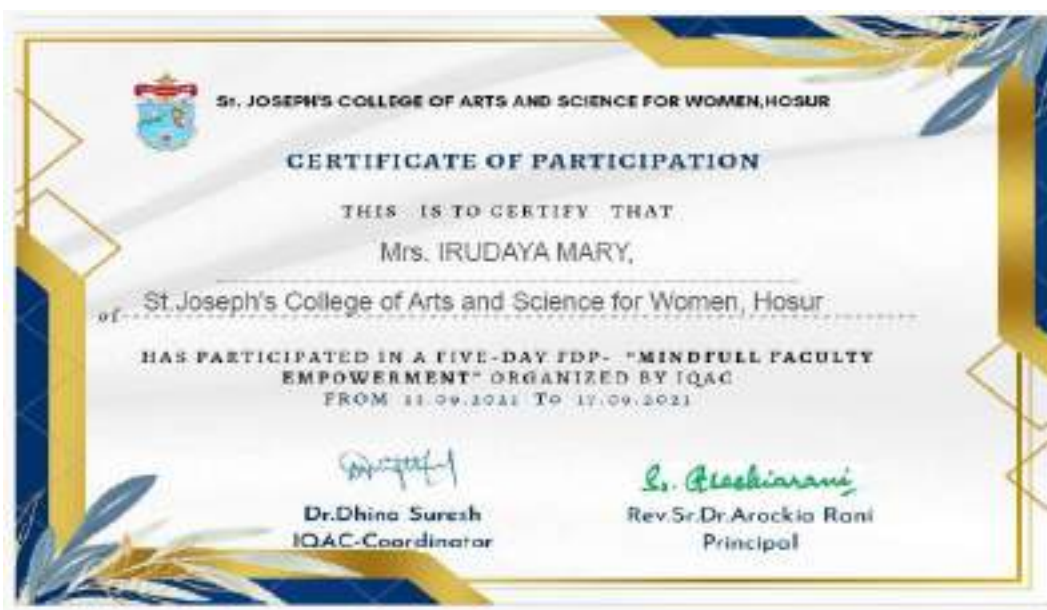 St. JOSEPH'S COLLEGE OF ARTS AND SCIENCE FOR WOMEN,HOSUR
CERTIFICATE OF PARTICIPATION
THIS IS TO CERTIFY THAT
Mrs. IRUDAYA MARY,
of St.Joseph's College of Arts and Science for Women, Hosur
HAS PARTICIPATED IN A FIVE-DAY FDP- "MINDFULL FACULTY
EMPOWERMENT" ORGANIZED BY IQAC
FROM TO
Dr.Dhina Suresh
IQAC-Coordinator
Rev.Sr.Dr.Arockia Rani
Principal